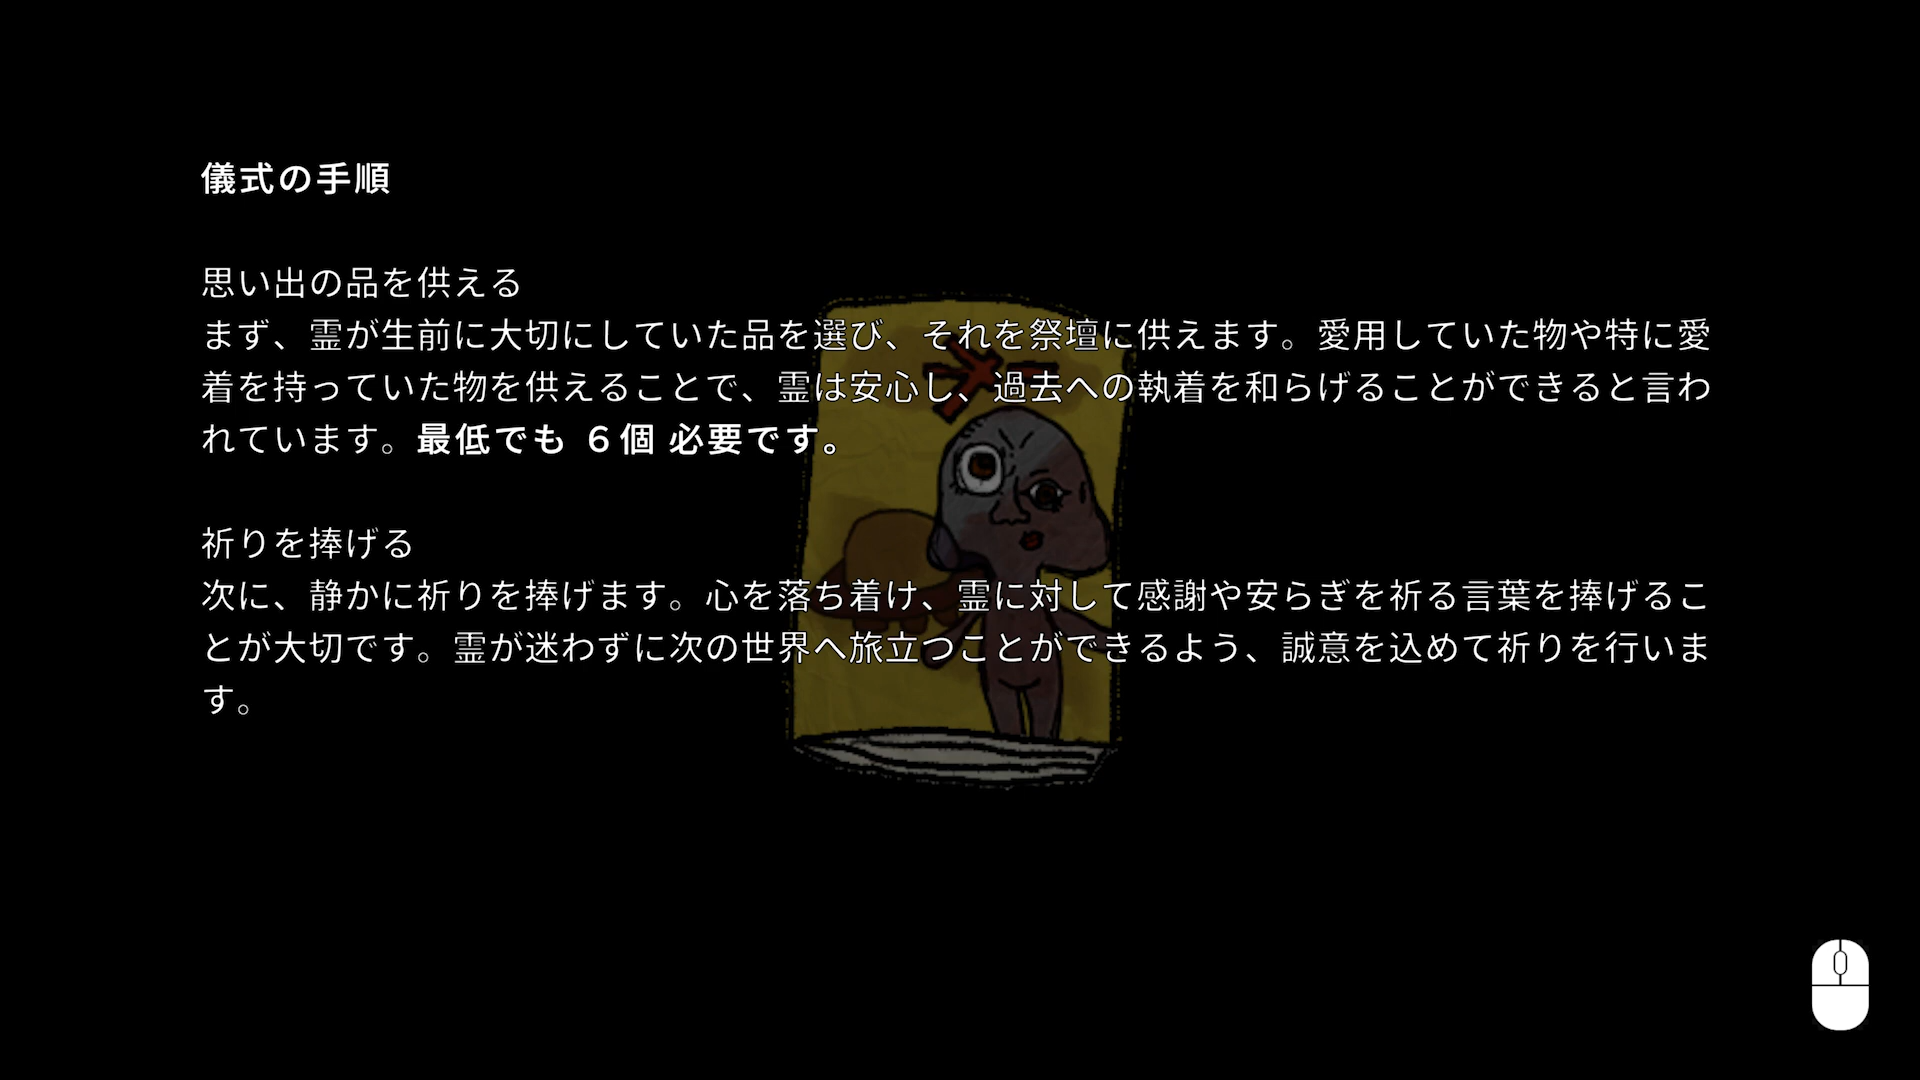 儀式の手順
思い出の品を供える
まず、霊が生前に大切にしていた品を選び、それを祭壇に供えます。愛用していた物や特に愛
着を持っていた物を供えることで、霊は安心し、過去への執着を和らげることができると言わ
れています。最低でも ６個 必要です。
祈りを捧げる
次に、静かに祈りを捧げます。心を落ち着け、霊に対して感謝や安らぎを祈る言葉を捧げるこ
とが大切です。霊が迷わずに次の世界へ旅立つことができるよう、誠意を込めて祈りを行いま
す。